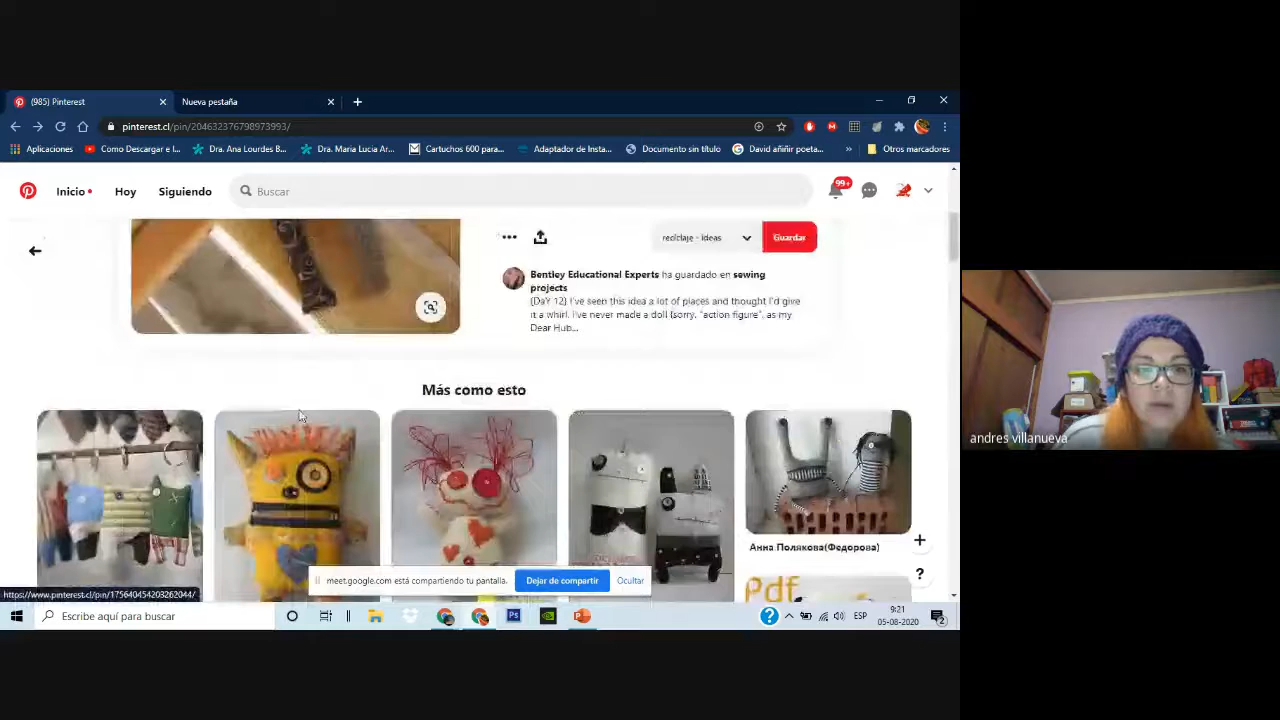 (985) Pinterest
Nueva pestaña
pinterest.cl/pin/204632376798973993/
Aplicaciones
Como Descargar e I...
Dra. Ana Lourdes B...
Dra. Maria Lucia Ar...
Cartuchos 600 para...
Adaptador de Insta...
Documento sin título
David añiñir poeta...
»
Otros marcadores
Inicio
Hoy
Siguiendo
Buscar
99+
reciclaje - ideas
Guardar
Bentley Educational Experts ha guardado en sewing
projects
{DaY 12} I've seen this idea a lot of places and thought I'd give
it a whirl. I've never made a doll (sorry, "action figure", as my
Dear Hub...
Más como esto
andres villanueva
Анна Полякова(Федорова)
Pdf
meet.google.com está compartiendo tu pantalla.
Dejar de compartir
Ocultar
https://www.pinterest.cl/pin/175640454203262044/
Escribe aquí para buscar
Ps
ESP
9:21
05-08-2020
2